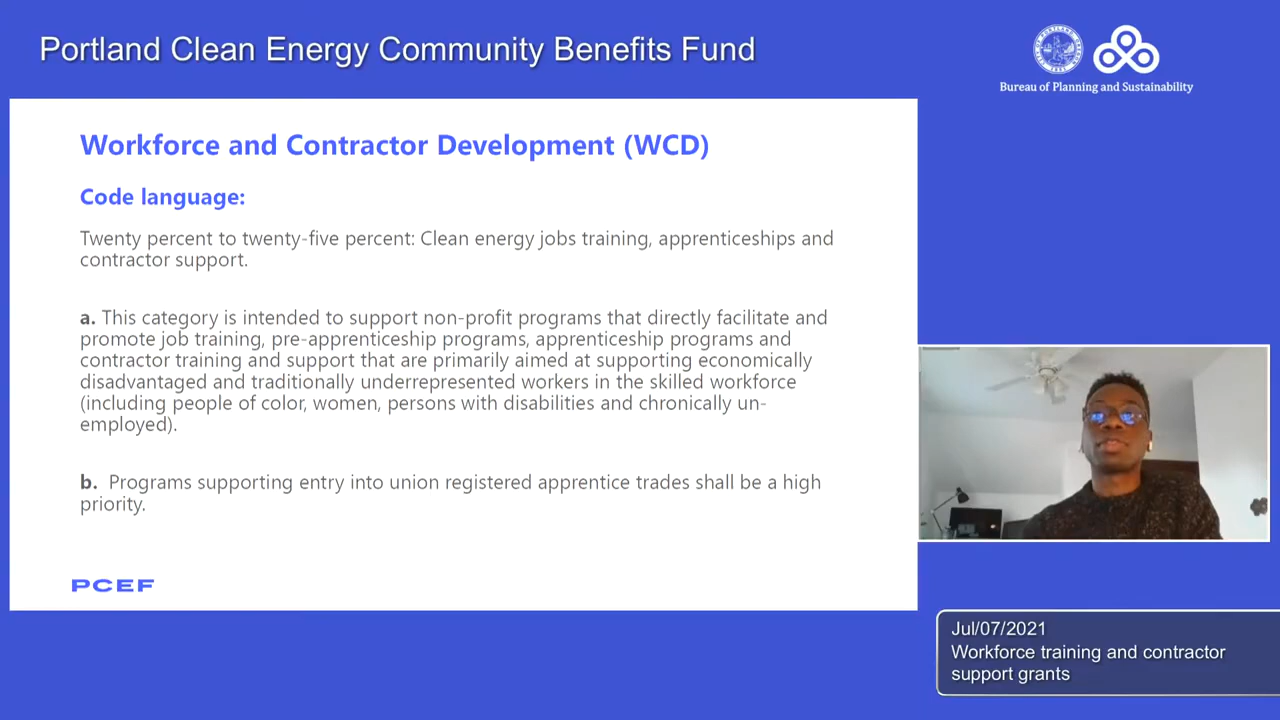 Portland Clean Energy Community Benefits Fund
Bureau of Planning and Sustainability
Workforce and Contractor Development (WCD)
Code language:
Twenty percent to twenty-five percent: Clean energy jobs training, apprenticeships and
contractor support.
a. This category is intended to support non-profit programs that directly facilitate and
promote job training, pre-apprenticeship programs, apprenticeship programs and
contractor training and support that are primarily aimed at supporting economically
disadvantaged and traditionally underrepresented workers in the skilled workforce
(including people of color, women, persons with disabilities and chronically un-
employed).
b. Programs supporting entry into union registered apprentice trades shall be a high
priority.
PCEF
Jul/07/2021
Workforce training and contractor
support grants